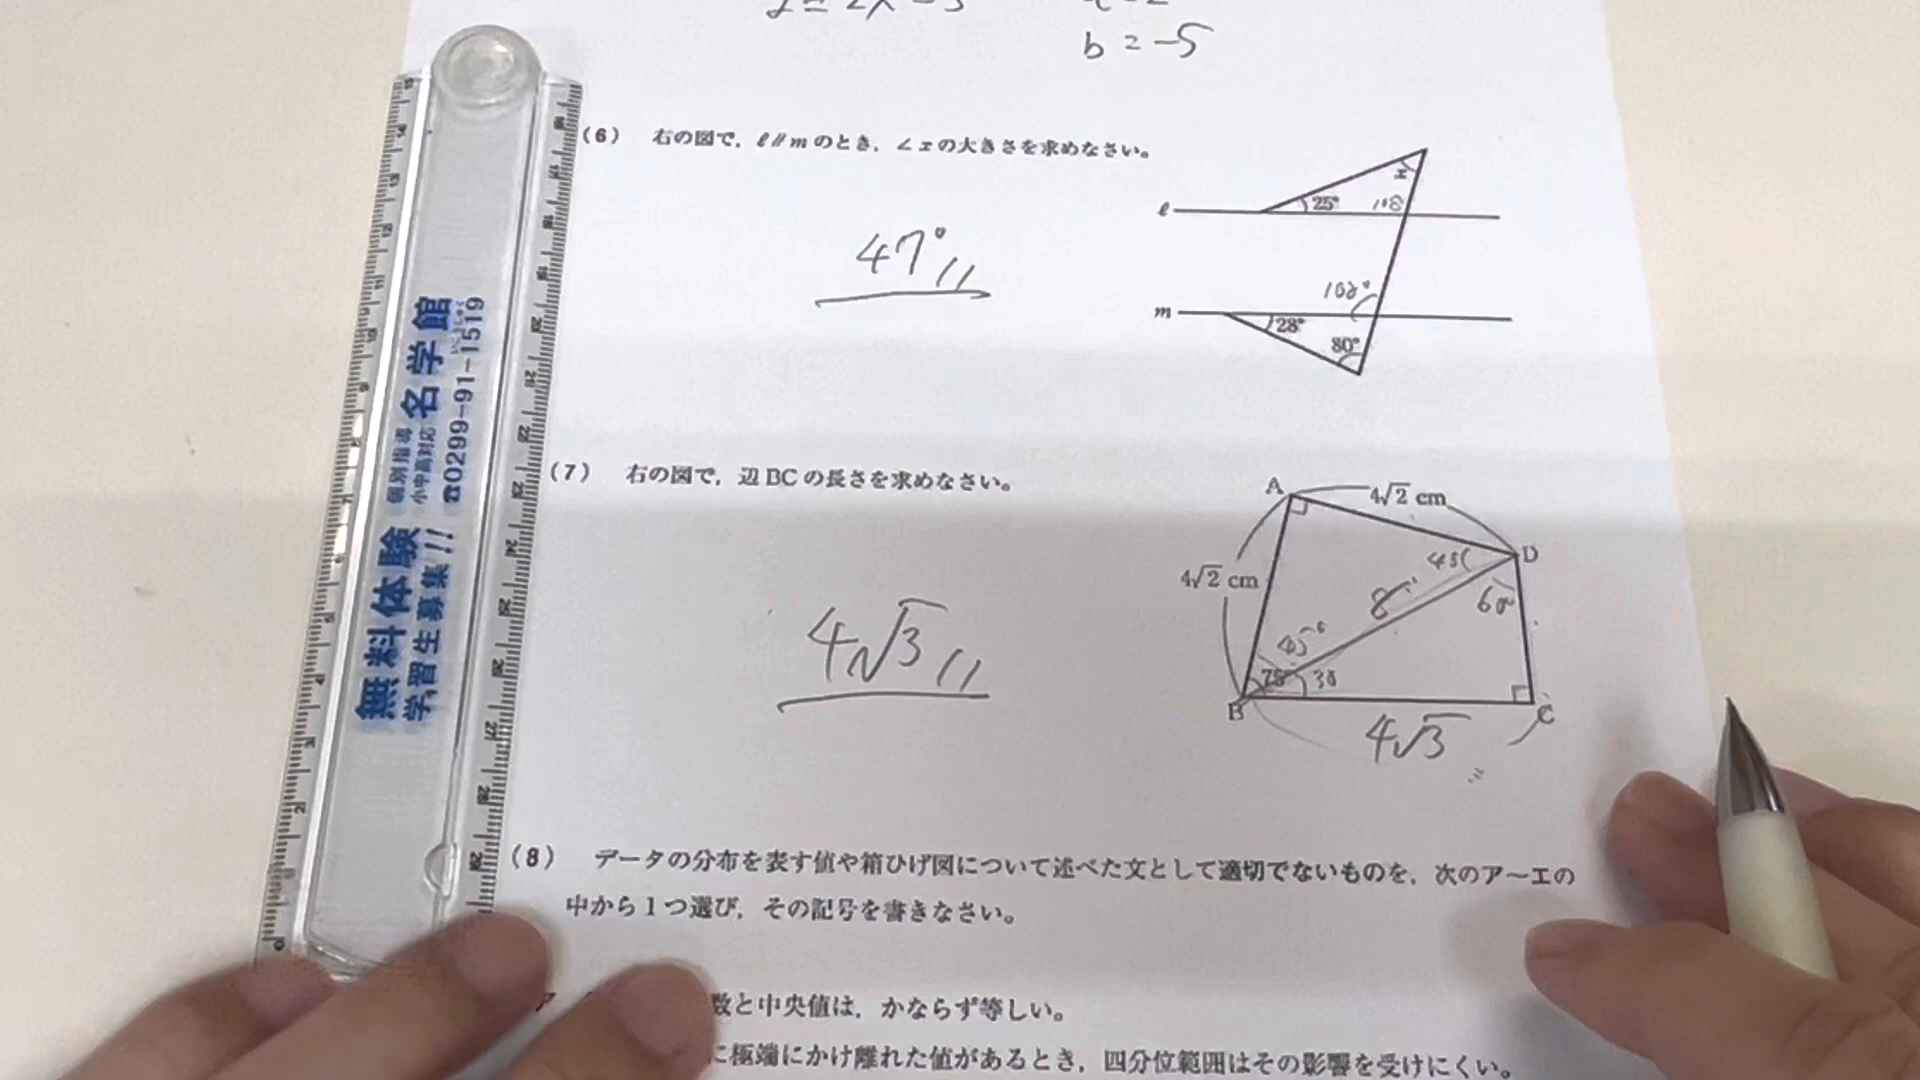 b = -5
(6) 右の図で，ℓ∥mのとき，∠xの大きさを求めなさい。
47°
ℓ
25°
x
108
m
28°
108°
80°
(7) 右の図で，辺BCの長さを求めなさい。
4√3
A
4√2 cm
D
4√2 cm
45
8
60°
45°
75°
30
B
C
4√3
(8) データの分布を表す値や箱ひげ図について述べた文として適切でないものを，次のア〜エの
中から1つ選び，その記号を書きなさい。
数と中央値は，かならず等しい。
に極端にかけ離れた値があるとき，四分位範囲はその影響を受けにくい。
無料体験
学習生募集!!
個別指導
小中高対応
名学館
☎0299-91-1519